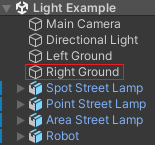 Light Example
Main Camera
Directional Light
Left Ground
Right Ground
Spot Street Lamp
Point Street Lamp
Area Street Lamp
Robot